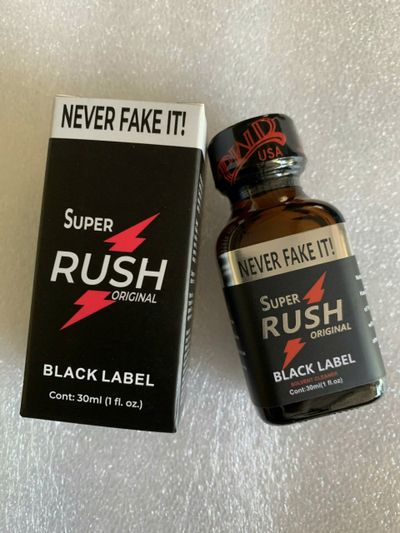 NEVER FAKE IT!
SUPER
RUSH
ORIGINAL
BLACK LABEL
Cont: 30ml (1 fl. oz.)
PWD
USA
NEVER FAKE IT!
SUPER
RUSH
ORIGINAL
BLACK LABEL
SOLVENT CLEANER
Cont:30ml(1 fl.oz)